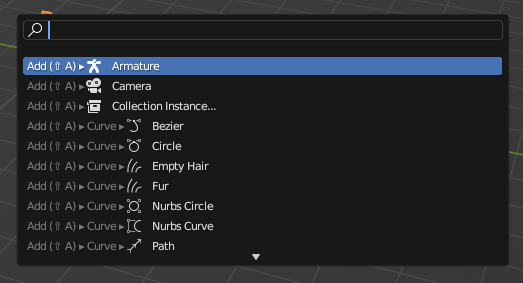 Add (⇧ A) ▸ Armature
Add (⇧ A) ▸ Camera
Add (⇧ A) ▸ Collection Instance...
Add (⇧ A) ▸ Curve ▸ Bezier
Add (⇧ A) ▸ Curve ▸ Circle
Add (⇧ A) ▸ Curve ▸ Empty Hair
Add (⇧ A) ▸ Curve ▸ Fur
Add (⇧ A) ▸ Curve ▸ Nurbs Circle
Add (⇧ A) ▸ Curve ▸ Nurbs Curve
Add (⇧ A) ▸ Curve ▸ Path